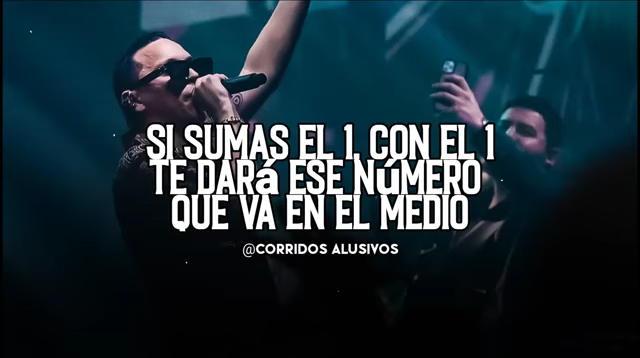 SI SUMAS EL 1, CON EL 1
TE DARá ESE NúMERO
QUE VA EN EL MEDIO
@CORRIDOS ALUSIVOS